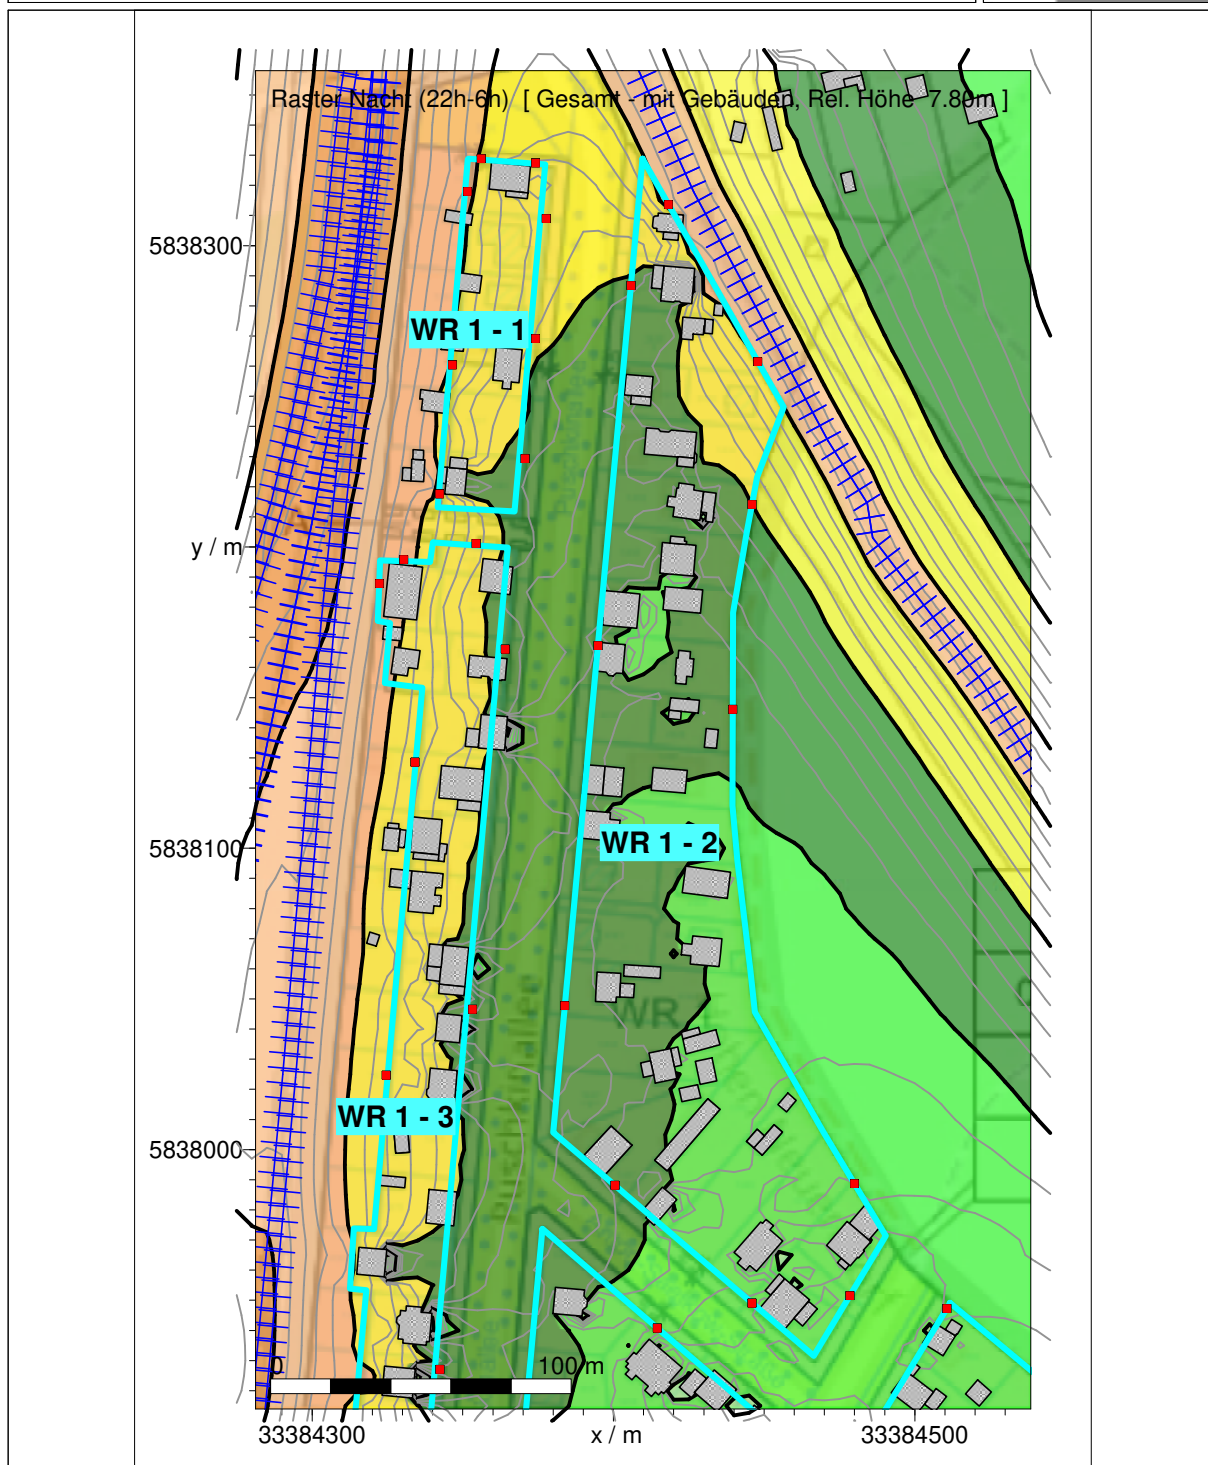 Raster Nacht (22h-6h) [ Gesamt - mit Gebäuden, Rel. Höhe 7.80m ]
5838300
WR 1 - 1
y / m
5838100
WR 1 - 2
WR
WR 1 - 3
5838000
0 100 m
33384300 x / m 33384500